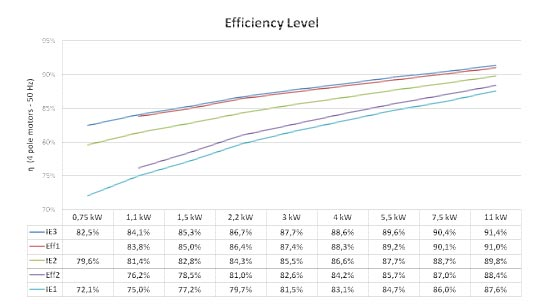 Efficiency Level
η (4 pole motors - 50 Hz)
95%
90%
85%
80%
75%
70%
0,75 kW 1,1 kW 1,5 kW 2,2 kW 3 kW 4 kW 5,5 kW 7,5 kW 11 kW
IE3 82,5% 84,1% 85,3% 86,7% 87,7% 88,6% 89,6% 90,4% 91,4%
Eff1 83,8% 85,0% 86,4% 87,4% 88,3% 89,2% 90,1% 91,0%
IE2 79,6% 81,4% 82,8% 84,3% 85,5% 86,6% 87,7% 88,7% 89,8%
Eff2 76,2% 78,5% 81,0% 82,6% 84,2% 85,7% 87,0% 88,4%
IE1 72,1% 75,0% 77,2% 79,7% 81,5% 83,1% 84,7% 86,0% 87,6%